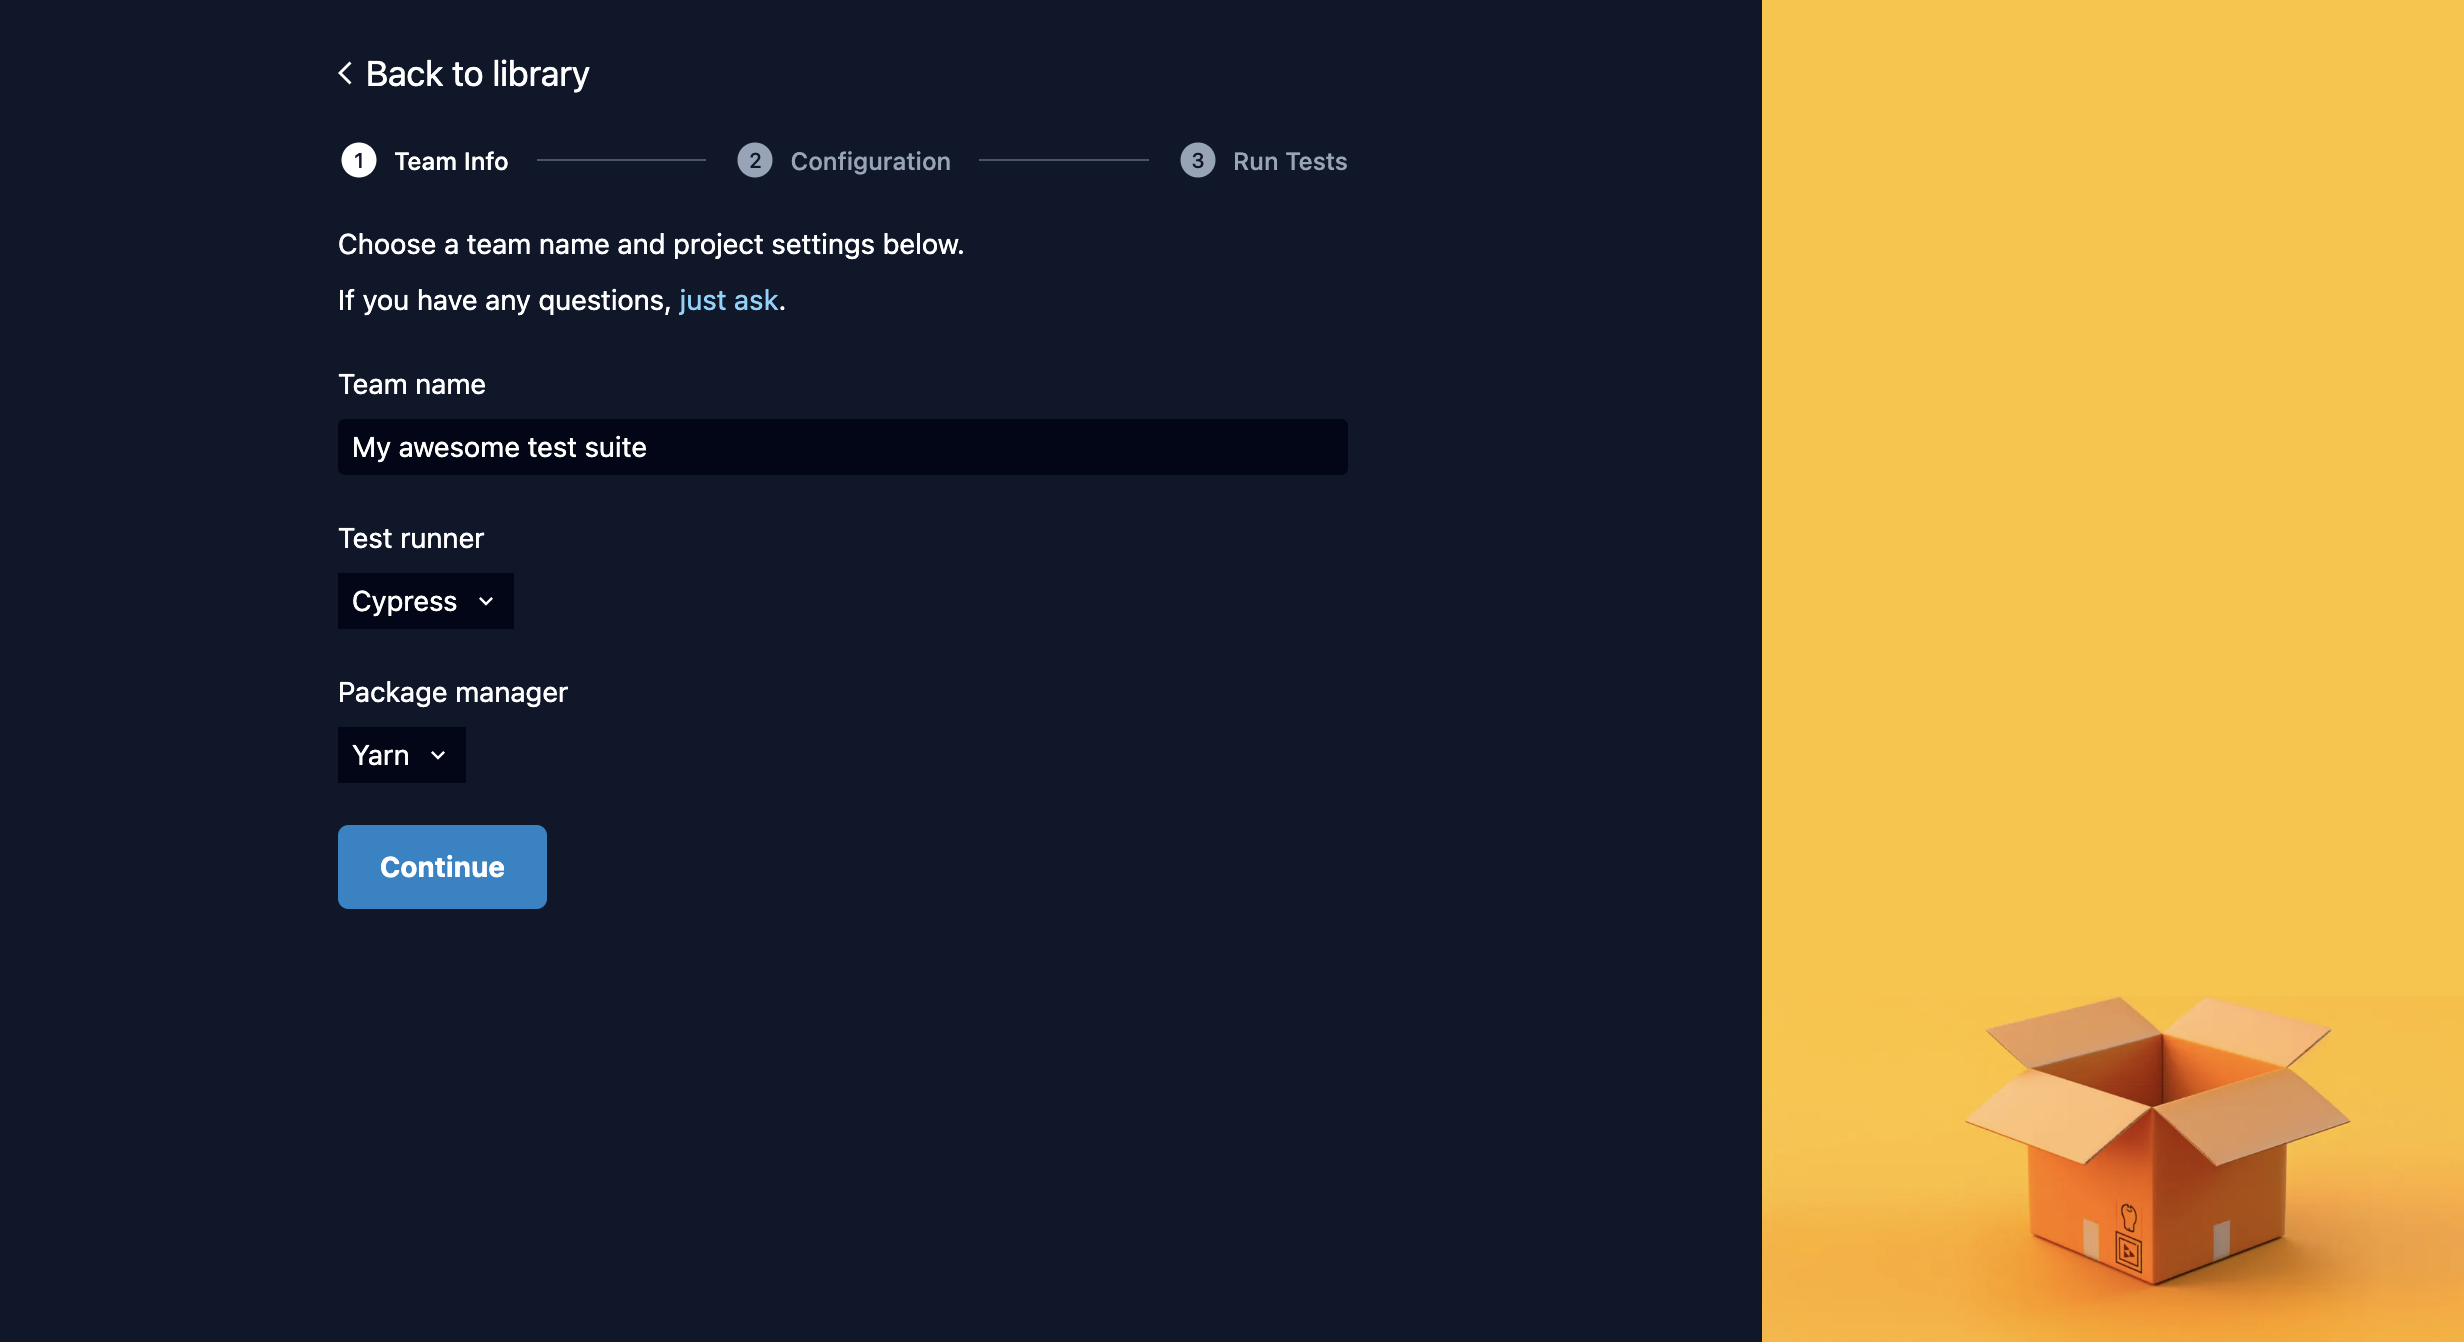 Back to library
1 Team Info 2 Configuration 3 Run Tests
Choose a team name and project settings below.
If you have any questions, just ask.
Team name
My awesome test suite
Test runner
Cypress
Package manager
Yarn
Continue